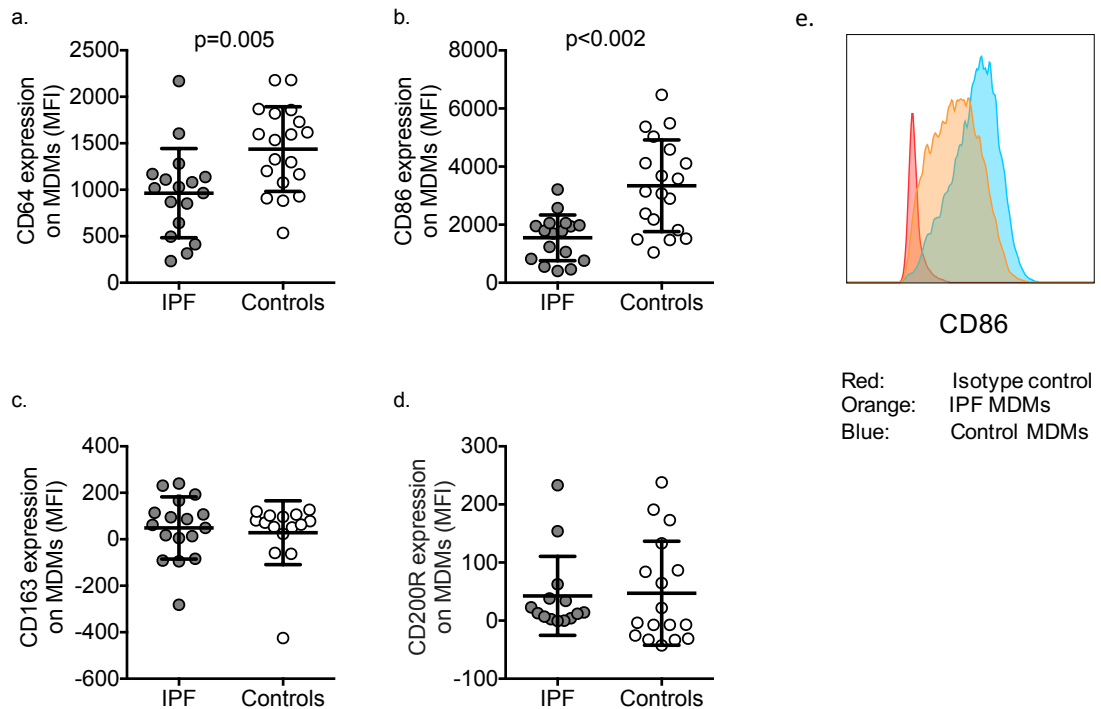 a.
p=0.005
CD64 expression
on MDMs (MFI)
2500
2000
1500
1000
500
0
IPF Controls
b.
p<0.002
CD86 expression
on MDMs (MFI)
8000
6000
4000
2000
0
IPF Controls
e.
CD86
Red: Isotype control
Orange: IPF MDMs
Blue: Control MDMs
c.
CD163 expression
on MDMs (MFI)
400
200
0
-200
-400
-600
IPF Controls
d.
CD200R expression
on MDMs (MFI)
300
200
100
0
-100
IPF Controls